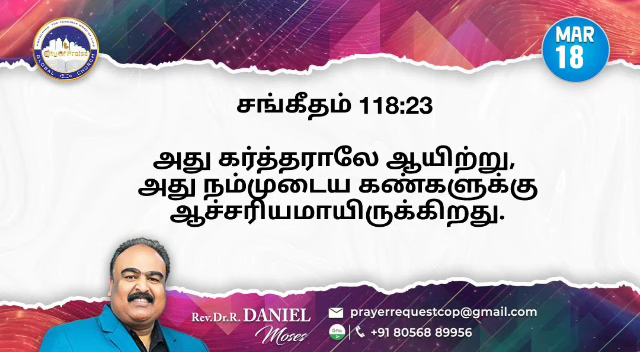 MAR
18
சங்கீதம் 118:23
அது கர்த்தராலே ஆயிற்று,
அது நம்முடைய கண்களுக்கு
ஆச்சரியமாயிருக்கிறது.
Rev.Dr.R. DANIEL
Moses
prayerrequestcop@gmail.com
+91 80568 89956